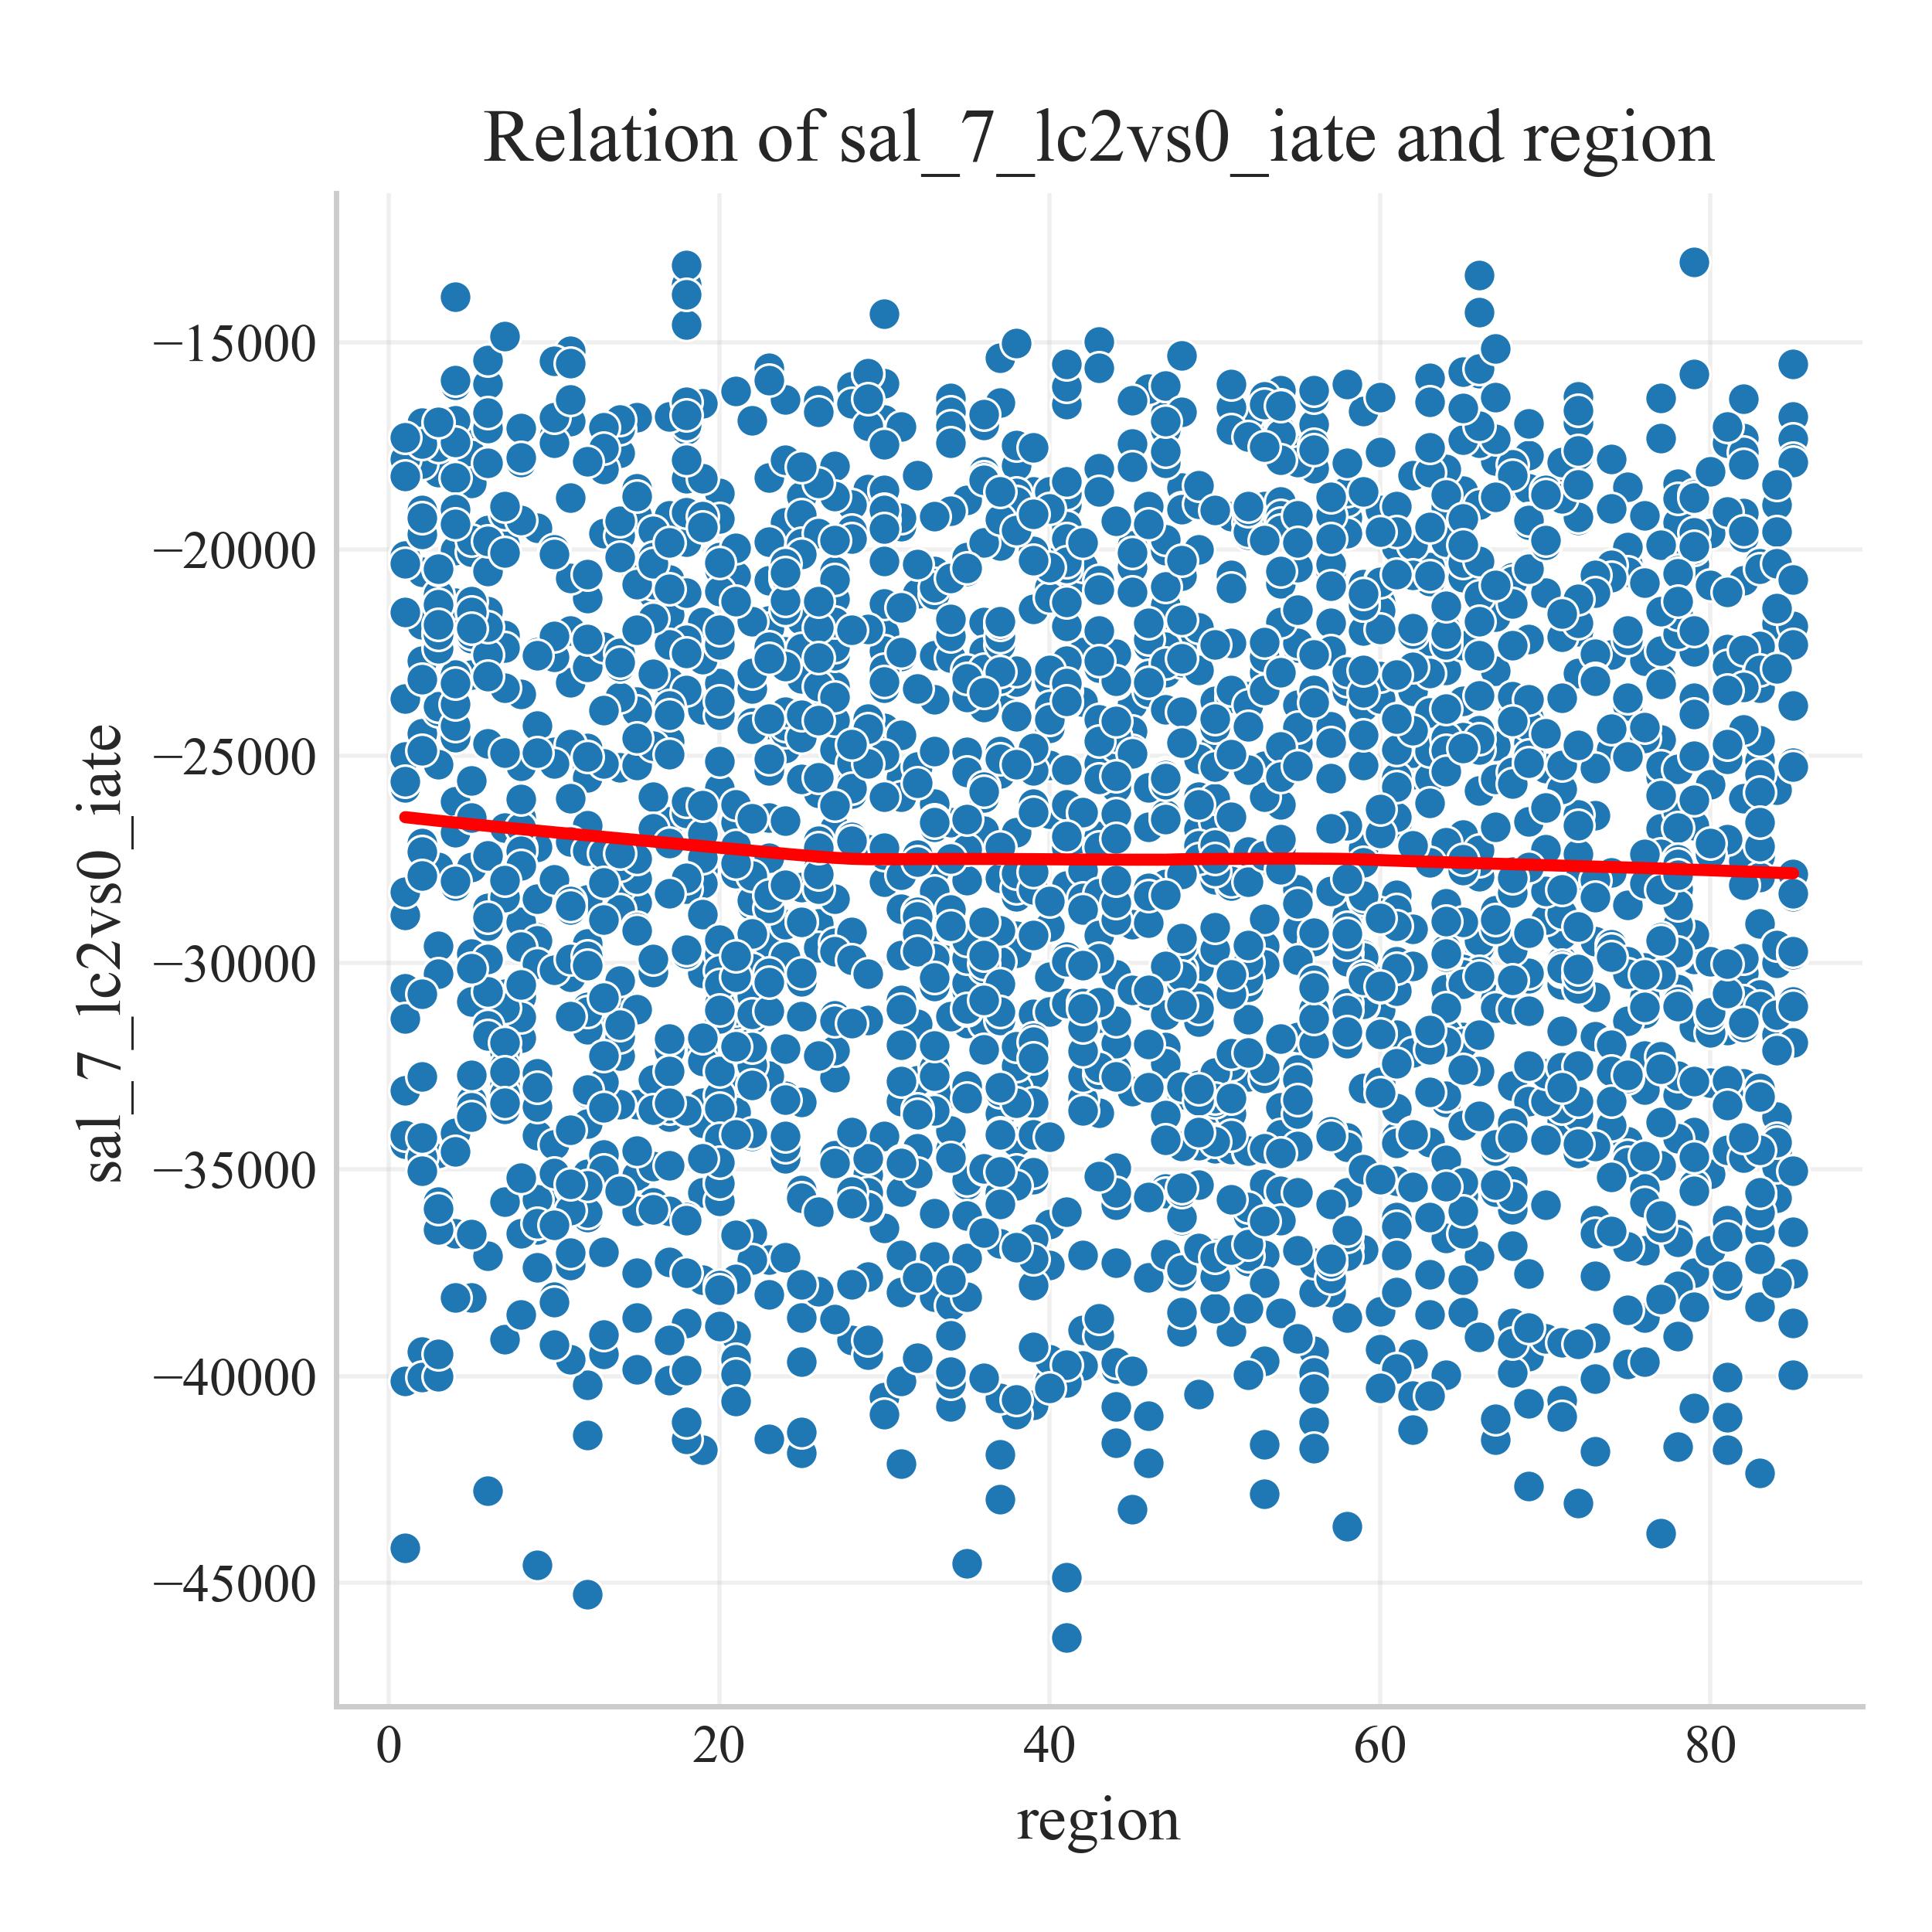 Relation of sal_7_lc2vs0_iate and region
sal_7_lc2vs0_iate
−15000
−20000
−25000
−30000
−35000
−40000
−45000
0 20 40 60 80
region